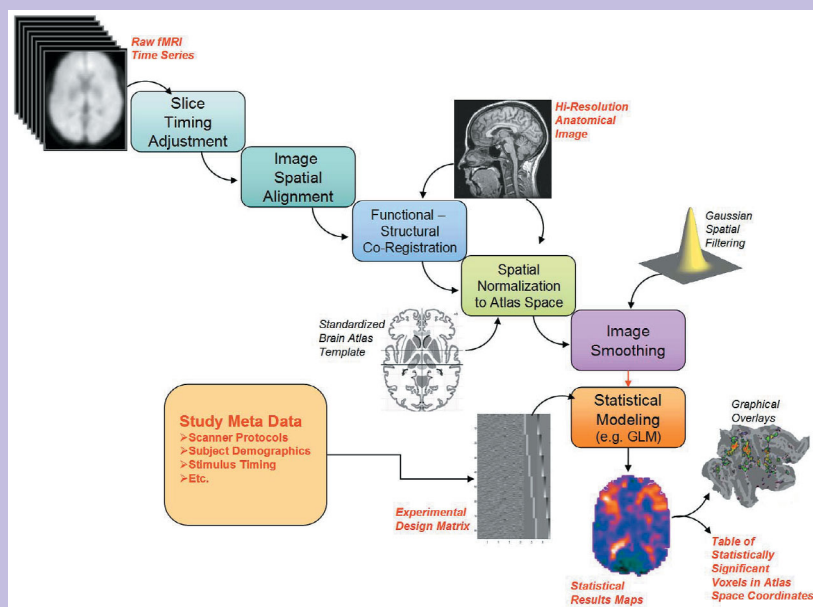 Raw fMRI
Time Series
Slice
Timing
Adjustment
Hi-Resolution
Anatomical
Image
Image
Spatial
Alignment
Functional –
Structural
Co-Registration
Gaussian
Spatial
Filtering
Spatial
Normalization
to Atlas Space
Standardized
Brain Atlas
Template
Image
Smoothing
Study Meta Data
➢Scanner Protocols
➢Subject Demographics
➢Stimulus Timing
➢Etc.
Statistical
Modeling
(e.g. GLM)
Graphical
Overlays
Experimental
Design Matrix
Statistical
Results Maps
Table of
Statistically
Significant
Voxels in Atlas
Space Coordinates